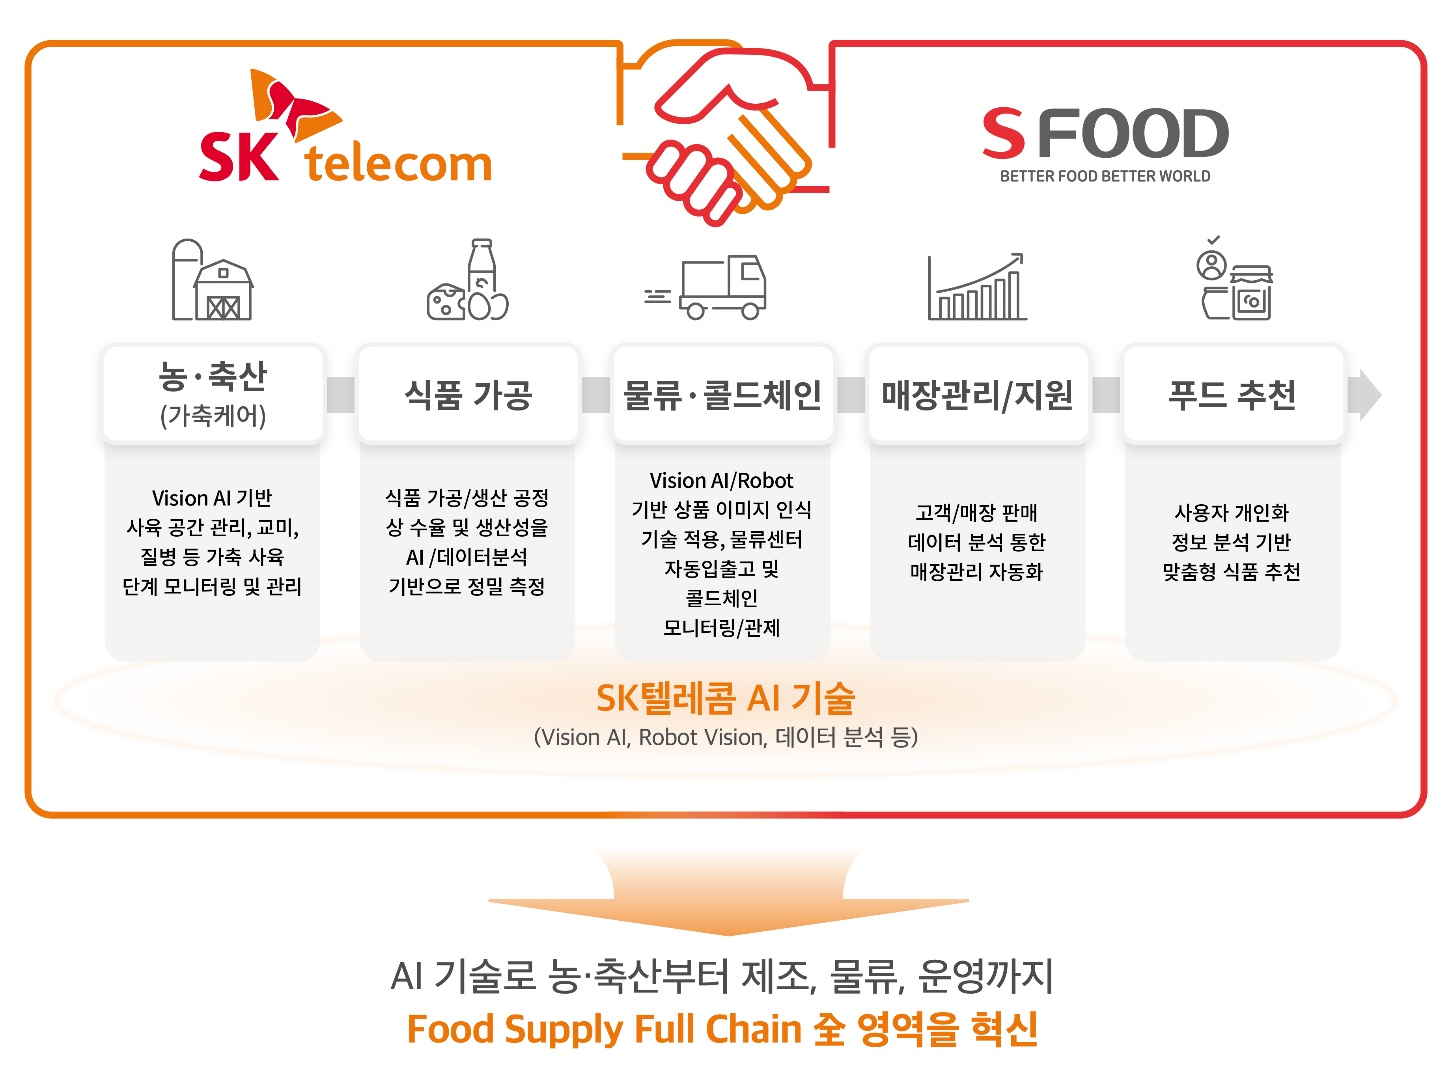 SK telecom
S FOOD
BETTER FOOD BETTER WORLD
농·축산
(가축케어)
Vision AI 기반
사육 공간 관리, 교미,
질병 등 가축 사육
단계 모니터링 및 관리
식품 가공
식품 가공/생산 공정
상 수율 및 생산성을
AI /데이터분석
기반으로 정밀 측정
물류·콜드체인
Vision AI/Robot
기반 상품 이미지 인식
기술 적용, 물류센터
자동입출고 및
콜드체인
모니터링/관제
매장관리/지원
고객/매장 판매
데이터 분석 통한
매장관리 자동화
푸드 추천
사용자 개인화
정보 분석 기반
맞춤형 식품 추천
SK텔레콤 AI 기술
(Vision AI, Robot Vision, 데이터 분석 등)
AI 기술로 농·축산부터 제조, 물류, 운영까지
Food Supply Full Chain 全 영역을 혁신